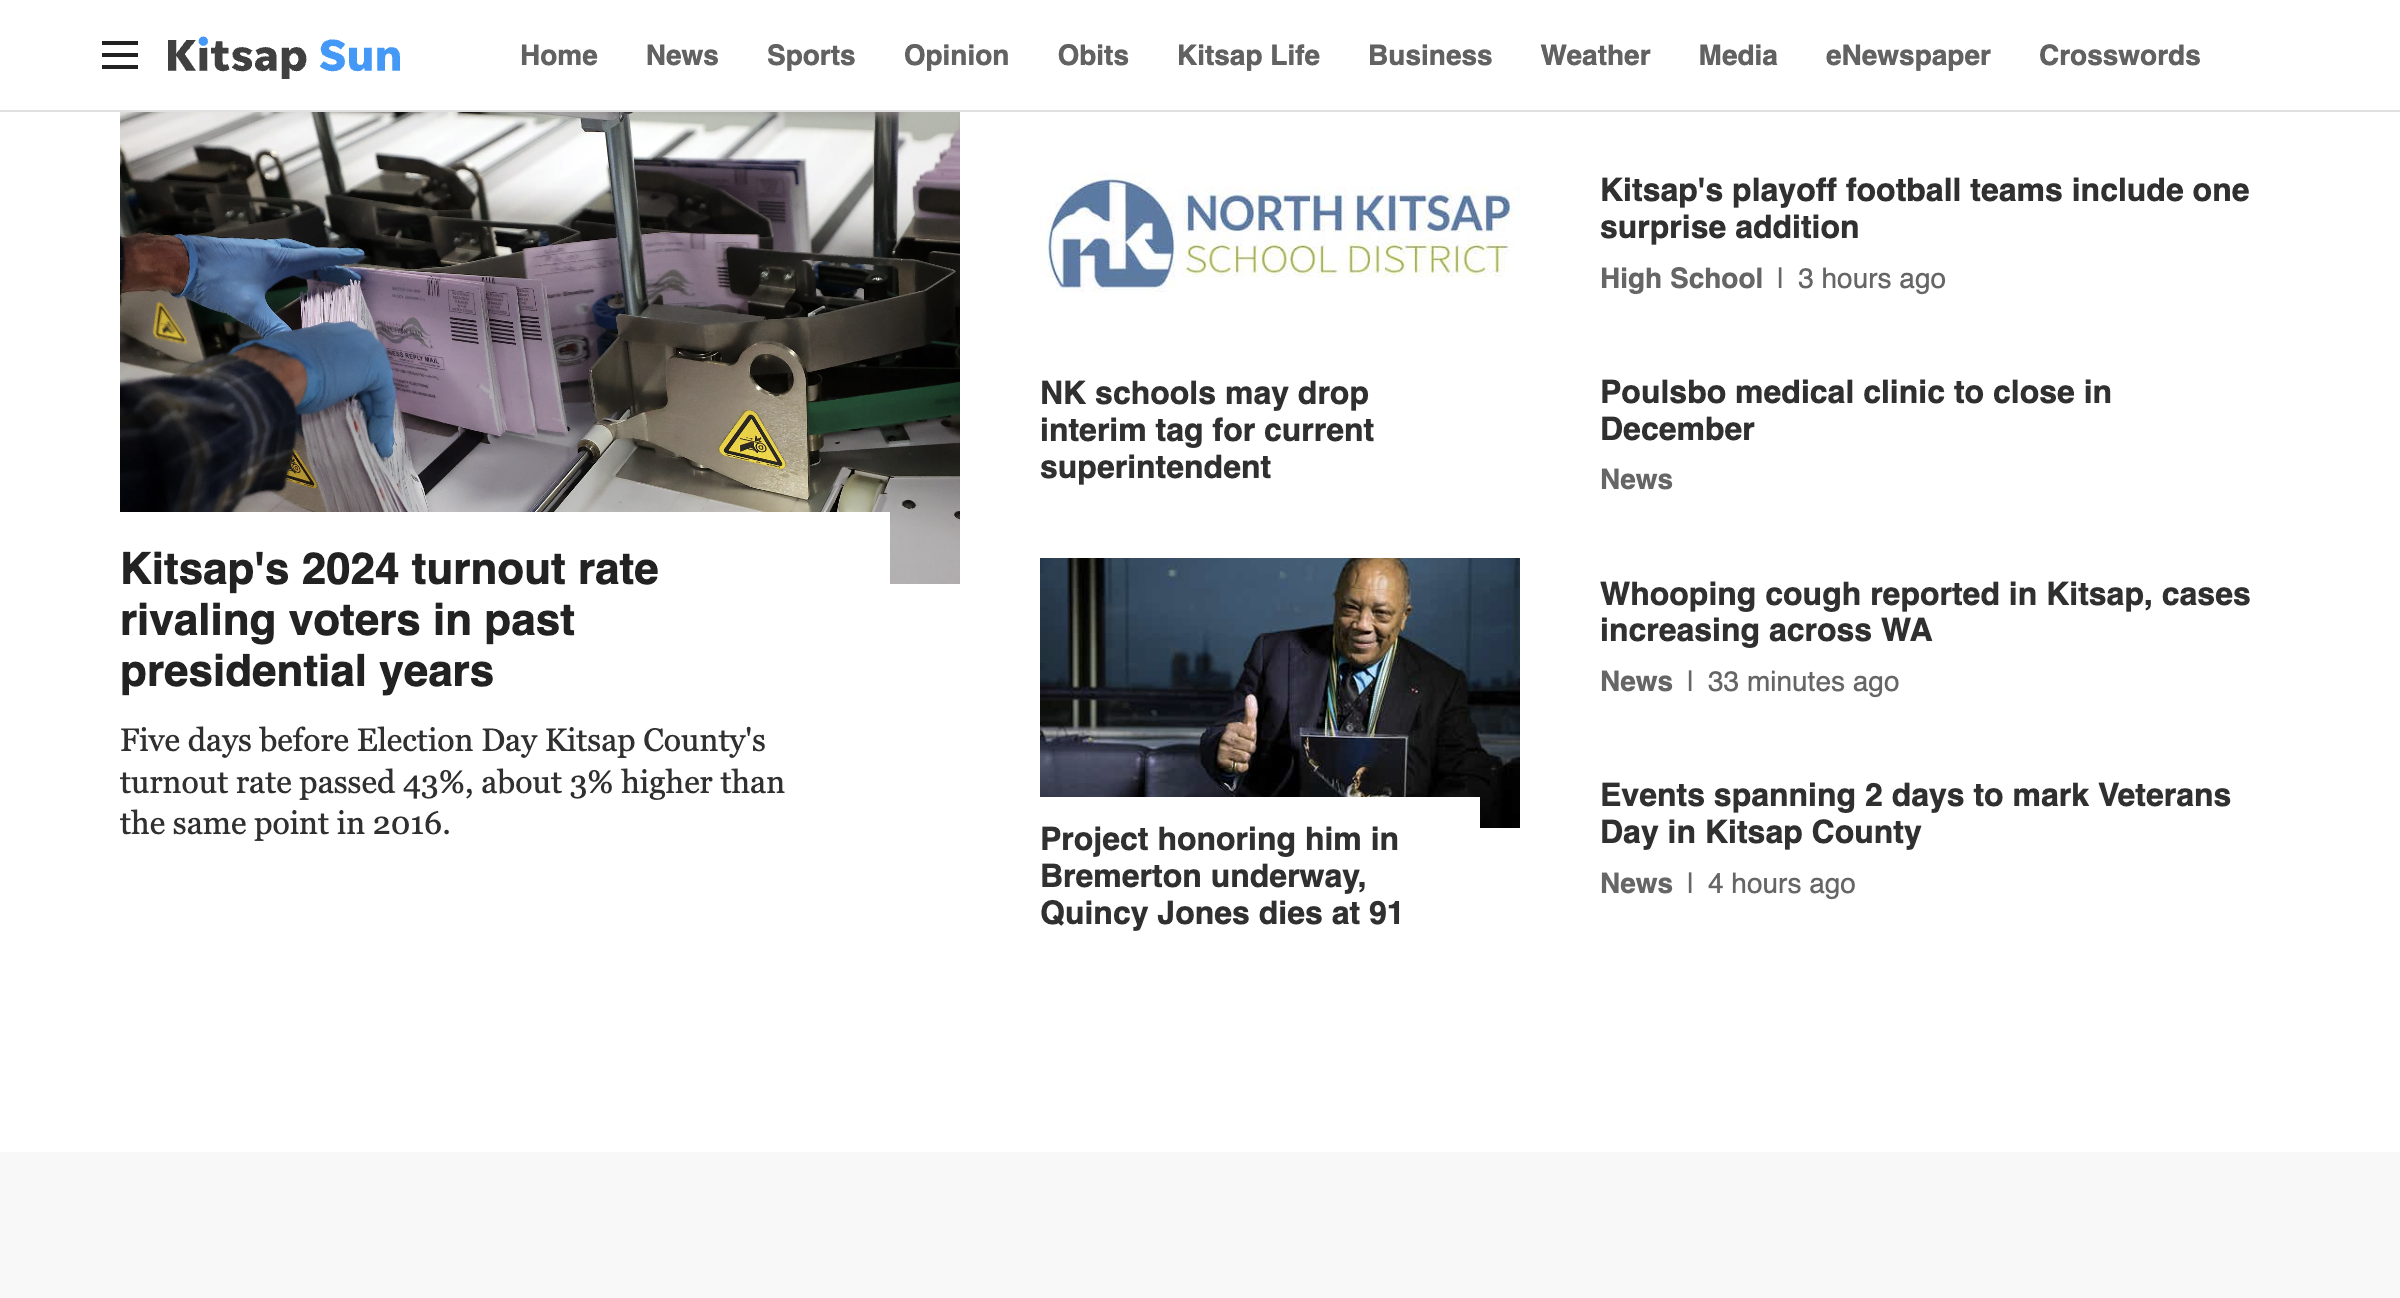 Kitsap Sun
Home News Sports Opinion Obits Kitsap Life Business Weather Media eNewspaper Crosswords
Kitsap's 2024 turnout rate
rivaling voters in past
presidential years
Five days before Election Day Kitsap County's
turnout rate passed 43%, about 3% higher than
the same point in 2016.
nk
NORTH KITSAP
SCHOOL DISTRICT
NK schools may drop
interim tag for current
superintendent
Project honoring him in
Bremerton underway,
Quincy Jones dies at 91
Kitsap's playoff football teams include one
surprise addition
High School | 3 hours ago
Poulsbo medical clinic to close in
December
News
Whooping cough reported in Kitsap, cases
increasing across WA
News | 33 minutes ago
Events spanning 2 days to mark Veterans
Day in Kitsap County
News | 4 hours ago